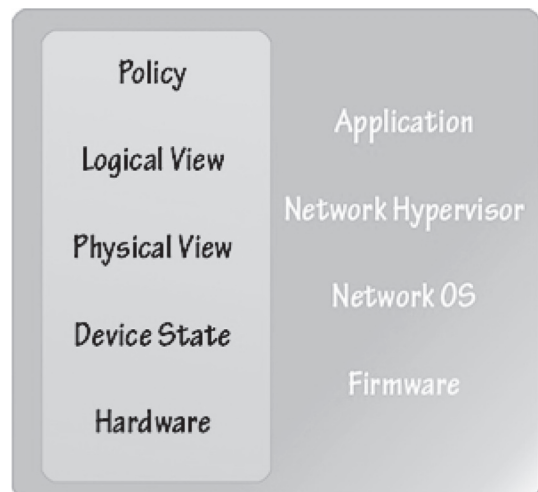 Policy
Logical View
Physical View
Device State
Hardware
Application
Network Hypervisor
Network OS
Firmware